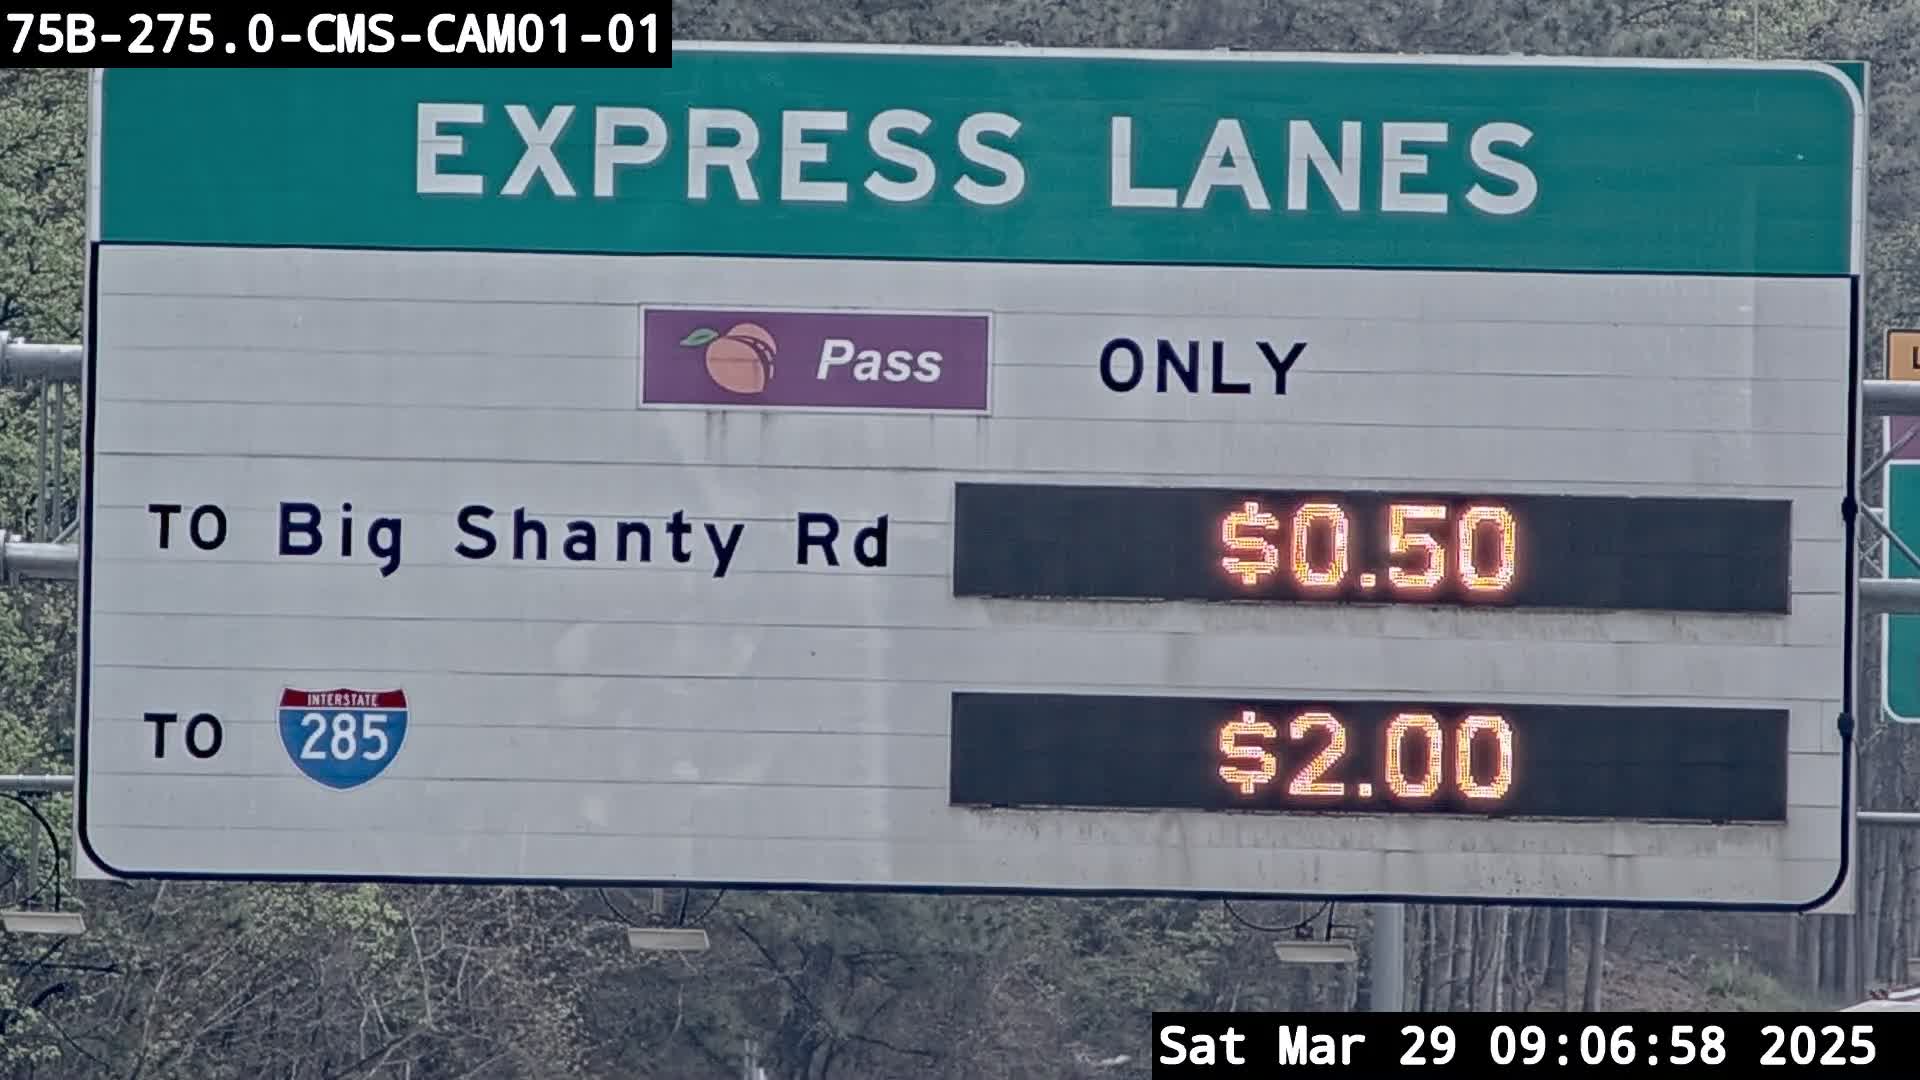 75B-275.0-CMS-CAM01-01
EXPRESS LANES
Pass ONLY
TO Big Shanty Rd $0.50
TO INTERSTATE 285 $2.00
Sat Mar 29 09:06:58 2025